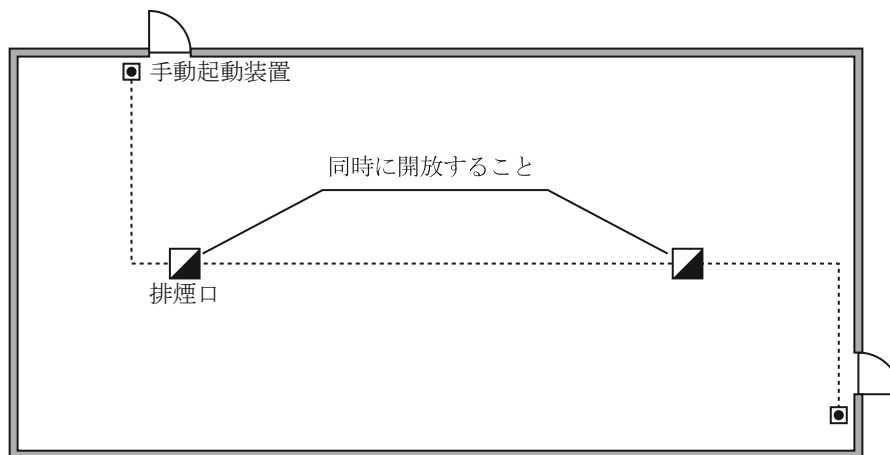 手動起動装置
同時に開放すること
排煙口